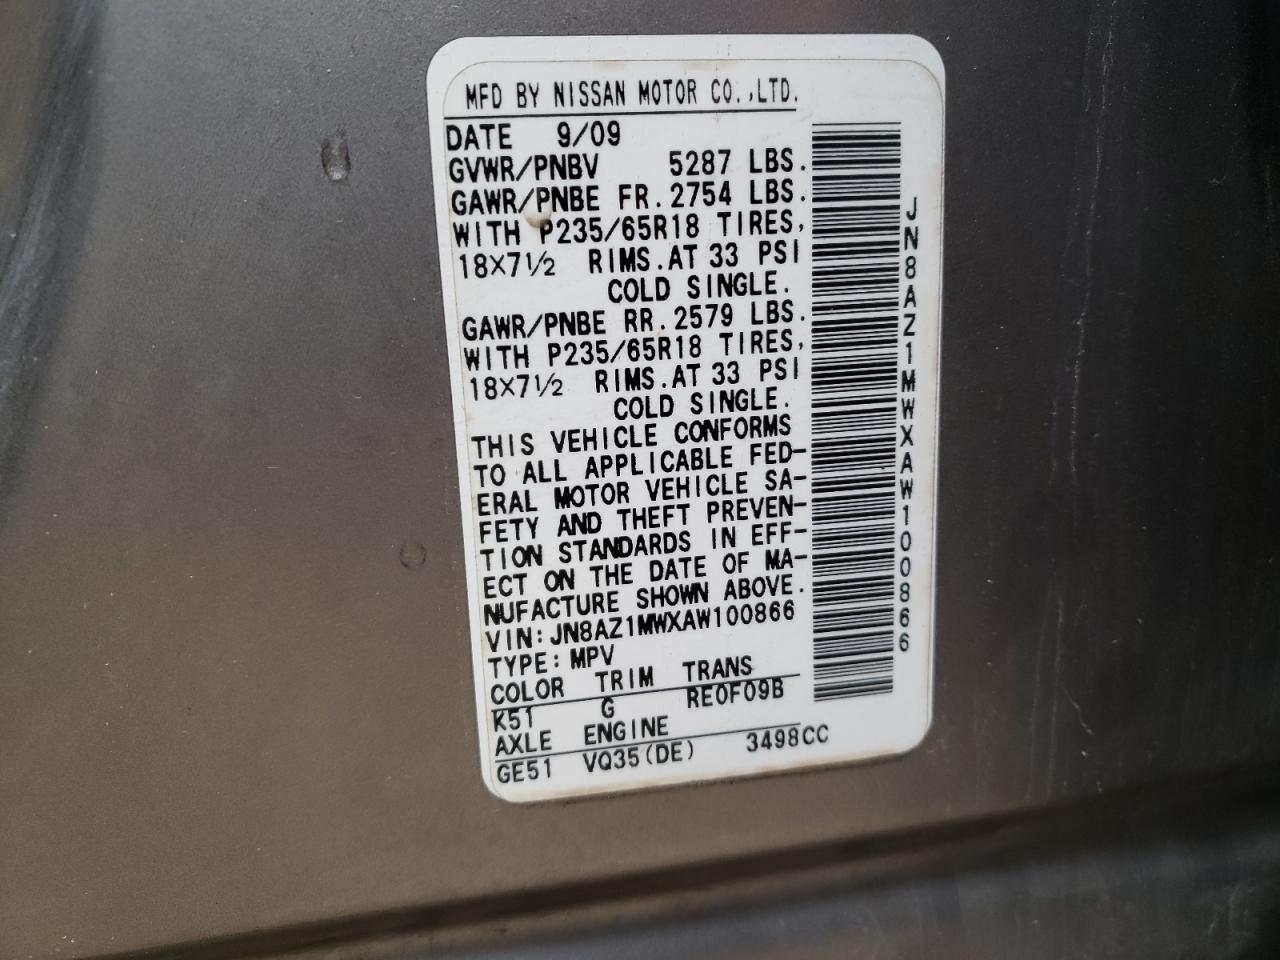 MFD BY NISSAN MOTOR CO.,LTD.
DATE 9/09
GVWR/PNBV 5287 LBS.
GAWR/PNBE FR.2754 LBS.
WITH P235/65R18 TIRES,
18×7½ RIMS.AT 33 PSI
COLD SINGLE.
GAWR/PNBE RR.2579 LBS.
WITH P235/65R18 TIRES,
18×7½ RIMS.AT 33 PSI
COLD SINGLE.
THIS VEHICLE CONFORMS
TO ALL APPLICABLE FED-
ERAL MOTOR VEHICLE SA-
FETY AND THEFT PREVEN-
TION STANDARDS IN EFF-
ECT ON THE DATE OF MA-
NUFACTURE SHOWN ABOVE.
VIN:JN8AZ1MWXAW100866
TYPE:MPV
COLOR TRIM TRANS
K51 G RE0F09B
AXLE ENGINE
GE51 VQ35(DE) 3498CC
JN8AZ1MWXAW100866